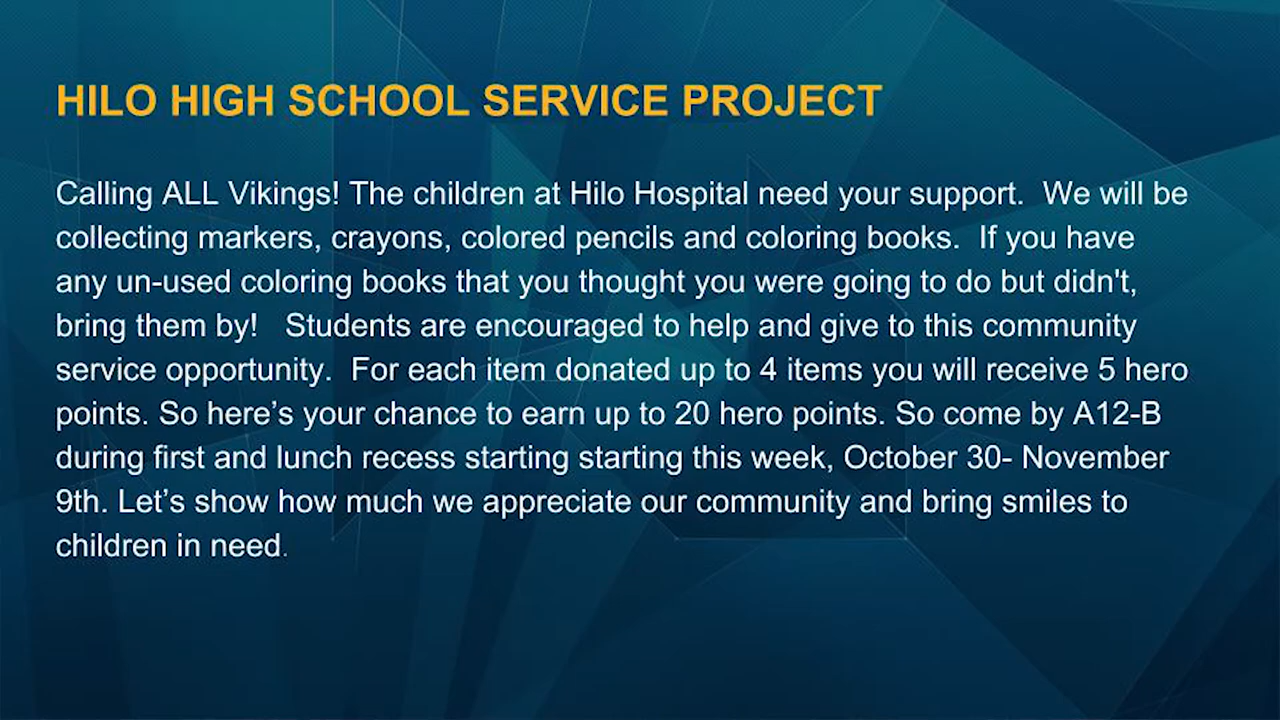 HILO HIGH SCHOOL SERVICE PROJECT
Calling ALL Vikings! The children at Hilo Hospital need your support.  We will be
collecting markers, crayons, colored pencils and coloring books.  If you have
any un-used coloring books that you thought you were going to do but didn't,
bring them by!   Students are encouraged to help and give to this community
service opportunity.  For each item donated up to 4 items you will receive 5 hero
points. So here’s your chance to earn up to 20 hero points. So come by A12-B
during first and lunch recess starting starting this week, October 30- November
9th. Let’s show how much we appreciate our community and bring smiles to
children in need.